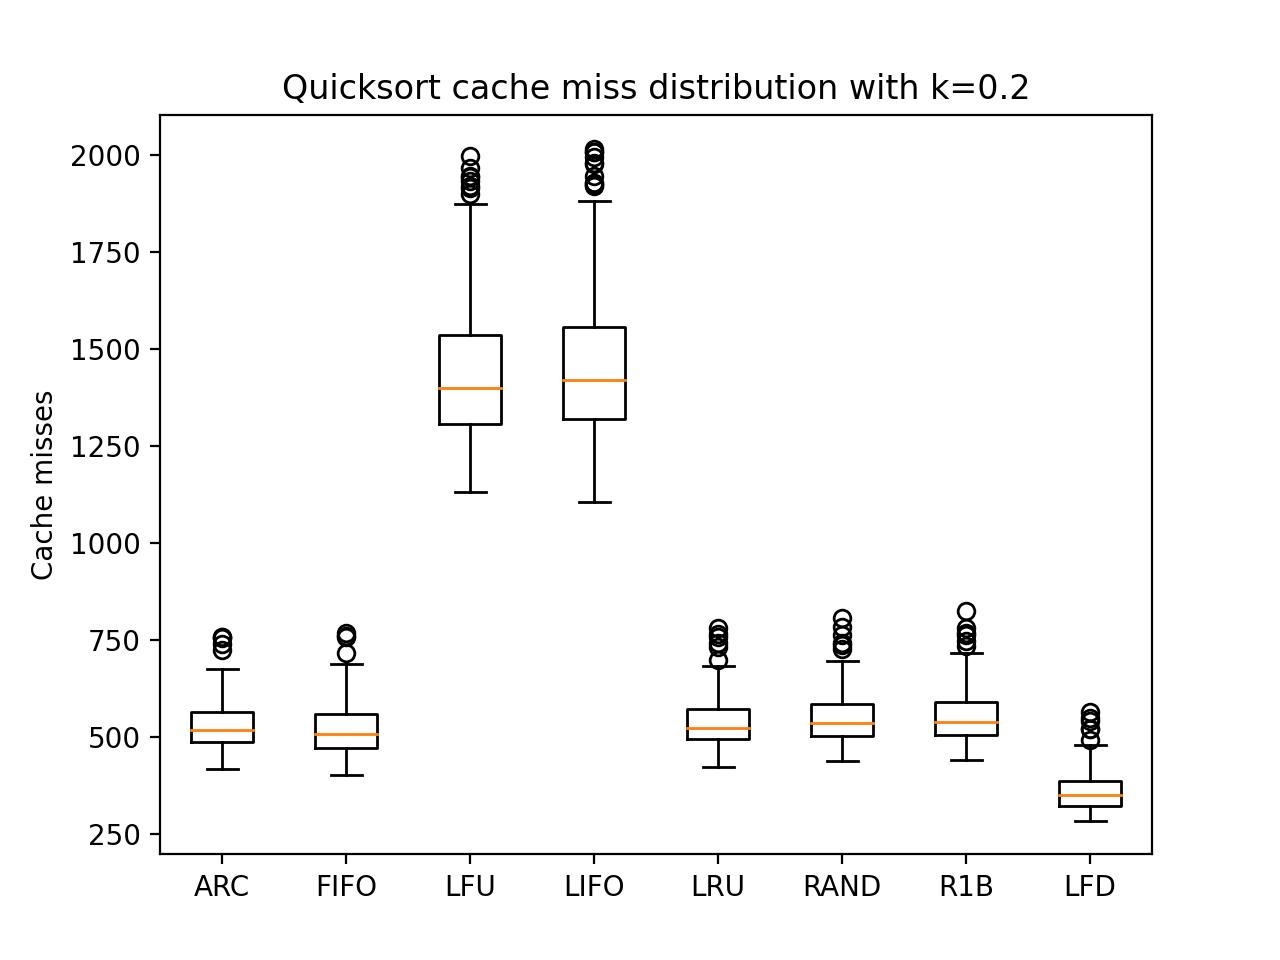 Quicksort cache miss distribution with k=0.2
Cache misses
2000
1750
1500
1250
1000
750
500
250
ARC FIFO LFU LIFO LRU RAND R1B LFD